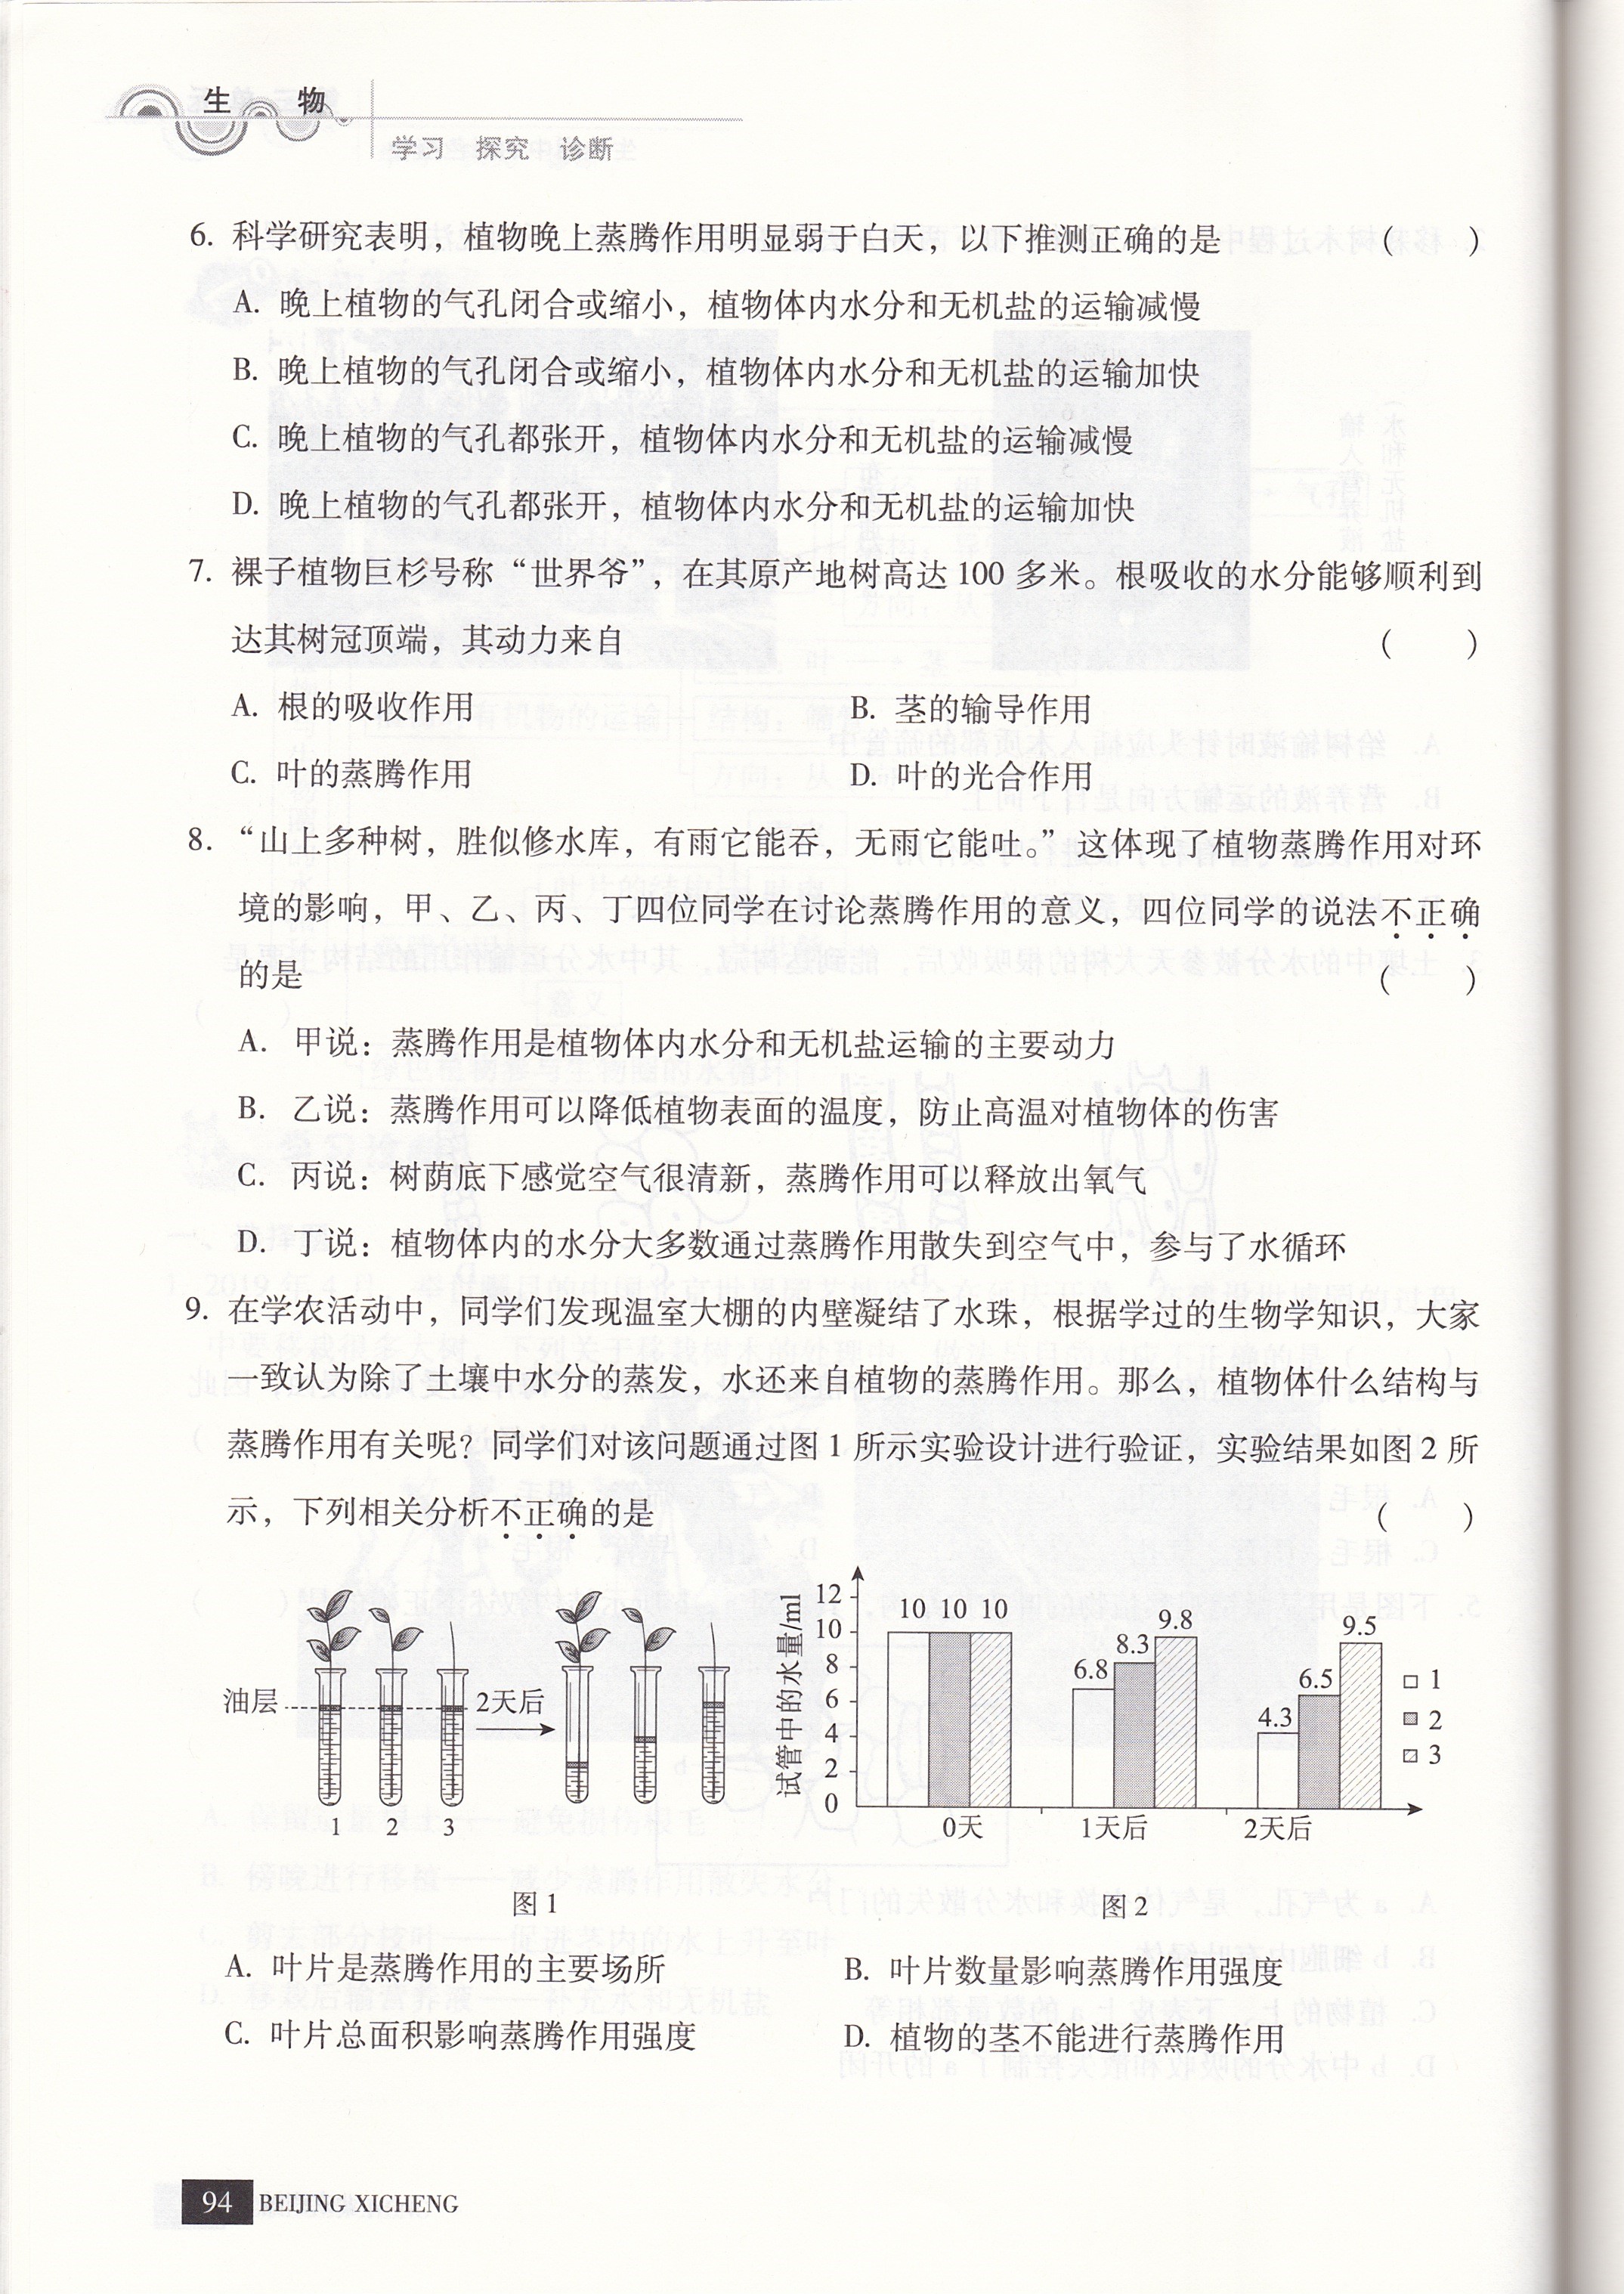 生 物
学习 探究 诊断
6. 科学研究表明，植物晚上蒸腾作用明显弱于白天，以下推测正确的是 （ ）
A. 晚上植物的气孔闭合或缩小，植物体内水分和无机盐的运输减慢
B. 晚上植物的气孔闭合或缩小，植物体内水分和无机盐的运输加快
C. 晚上植物的气孔都张开，植物体内水分和无机盐的运输减慢
D. 晚上植物的气孔都张开，植物体内水分和无机盐的运输加快
7. 裸子植物巨杉号称“世界爷”，在其原产地树高达 100 多米。根吸收的水分能够顺利到
达其树冠顶端，其动力来自 （ ）
A. 根的吸收作用 B. 茎的输导作用
C. 叶的蒸腾作用 D. 叶的光合作用
8. “山上多种树，胜似修水库，有雨它能吞，无雨它能吐。”这体现了植物蒸腾作用对环
境的影响，甲、乙、丙、丁四位同学在讨论蒸腾作用的意义，四位同学的说法不正确
的是 （ ）
A. 甲说：蒸腾作用是植物体内水分和无机盐运输的主要动力
B. 乙说：蒸腾作用可以降低植物表面的温度，防止高温对植物体的伤害
C. 丙说：树荫底下感觉空气很清新，蒸腾作用可以释放出氧气
D. 丁说：植物体内的水分大多数通过蒸腾作用散失到空气中，参与了水循环
9. 在学农活动中，同学们发现温室大棚的内壁凝结了水珠，根据学过的生物学知识，大家
一致认为除了土壤中水分的蒸发，水还来自植物的蒸腾作用。那么，植物体什么结构与
蒸腾作用有关呢？同学们对该问题通过图 1 所示实验设计进行验证，实验结果如图 2 所
示，下列相关分析不正确的是 （ ）
油层
2天后
1 2 3
图 1
试管中的水量/ml
12
10
8
6
4
2
0
10 10 10
6.8 8.3 9.8
4.3 6.5 9.5
0天 1天后 2天后
1
2
3
图 2
A. 叶片是蒸腾作用的主要场所 B. 叶片数量影响蒸腾作用强度
C. 叶片总面积影响蒸腾作用强度 D. 植物的茎不能进行蒸腾作用
94 BEIJING XICHENG